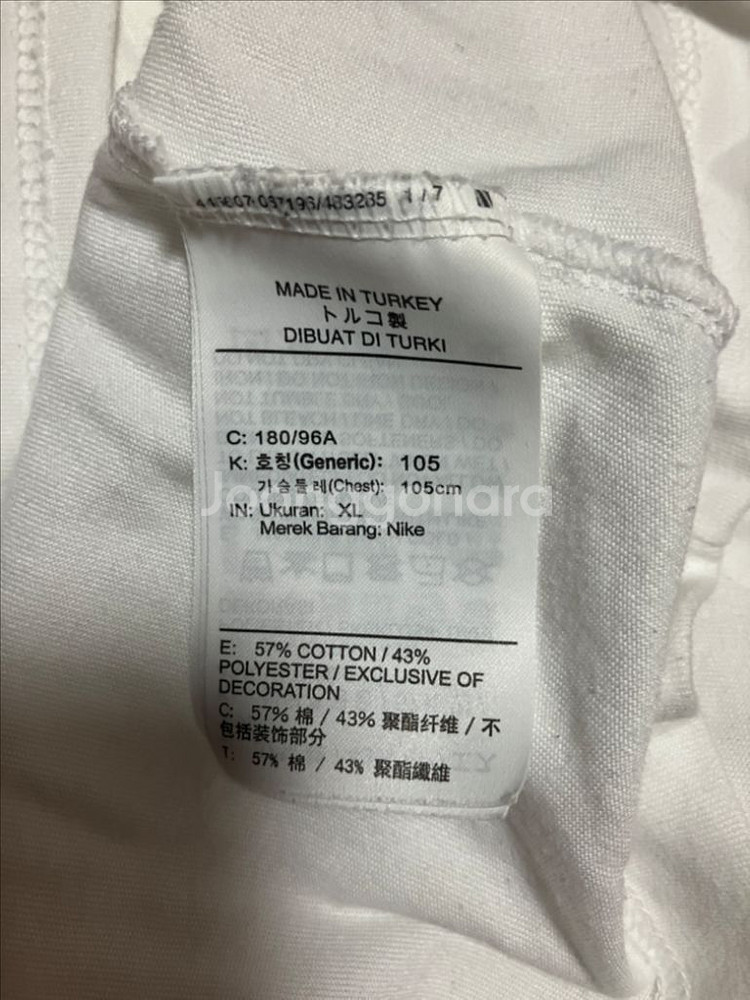 1/7 N
MADE IN TURKEY
トルコ製
DIBUAT DI TURKI
C: 180/96A
K: 호칭(Generic): 105
가슴둘레(Chest): 105cm
IN: Ukuran: XL
Merek Barang: Nike
E: 57% COTTON / 43%
POLYESTER / EXCLUSIVE OF
DECORATION
C: 57% 棉 / 43% 聚酯纤维 / 不
包括装饰部分
T: 57% 棉 / 43% 聚酯纖維